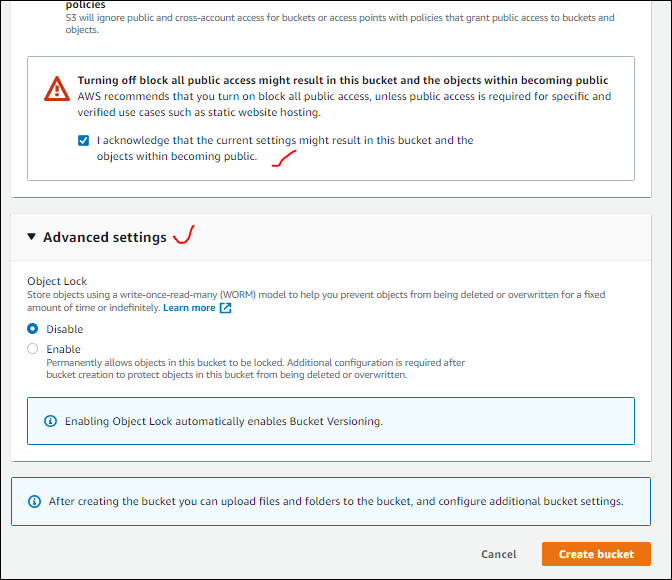 policies
S3 will ignore public and cross-account access for buckets or access points with policies that grant public access to buckets and
objects.
Turning off block all public access might result in this bucket and the objects within becoming public
AWS recommends that you turn on block all public access, unless public access is required for specific and
verified use cases such as static website hosting.
I acknowledge that the current settings might result in this bucket and the
objects within becoming public.
Advanced settings
Object Lock
Store objects using a write-once-read-many (WORM) model to help you prevent objects from being deleted or overwritten for a fixed
amount of time or indefinitely. Learn more
Disable
Enable
Permanently allows objects in this bucket to be locked. Additional configuration is required after
bucket creation to protect objects in this bucket from being deleted or overwritten.
Enabling Object Lock automatically enables Bucket Versioning.
After creating the bucket you can upload files and folders to the bucket, and configure additional bucket settings.
Cancel Create bucket